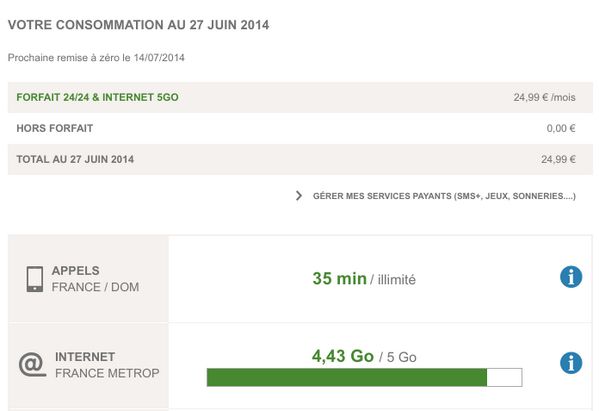 VOTRE CONSOMMATION AU 27 JUIN 2014
Prochaine remise à zéro le 14/07/2014
FORFAIT 24/24 & INTERNET 5GO 24,99 € /mois
HORS FORFAIT 0,00 €
TOTAL AU 27 JUIN 2014 24,99 €
GÉRER MES SERVICES PAYANTS (SMS+, JEUX, SONNERIES....)
APPELS
FRANCE / DOM
35 min / illimité
i
@ INTERNET
FRANCE METROP
4,43 Go / 5 Go
i